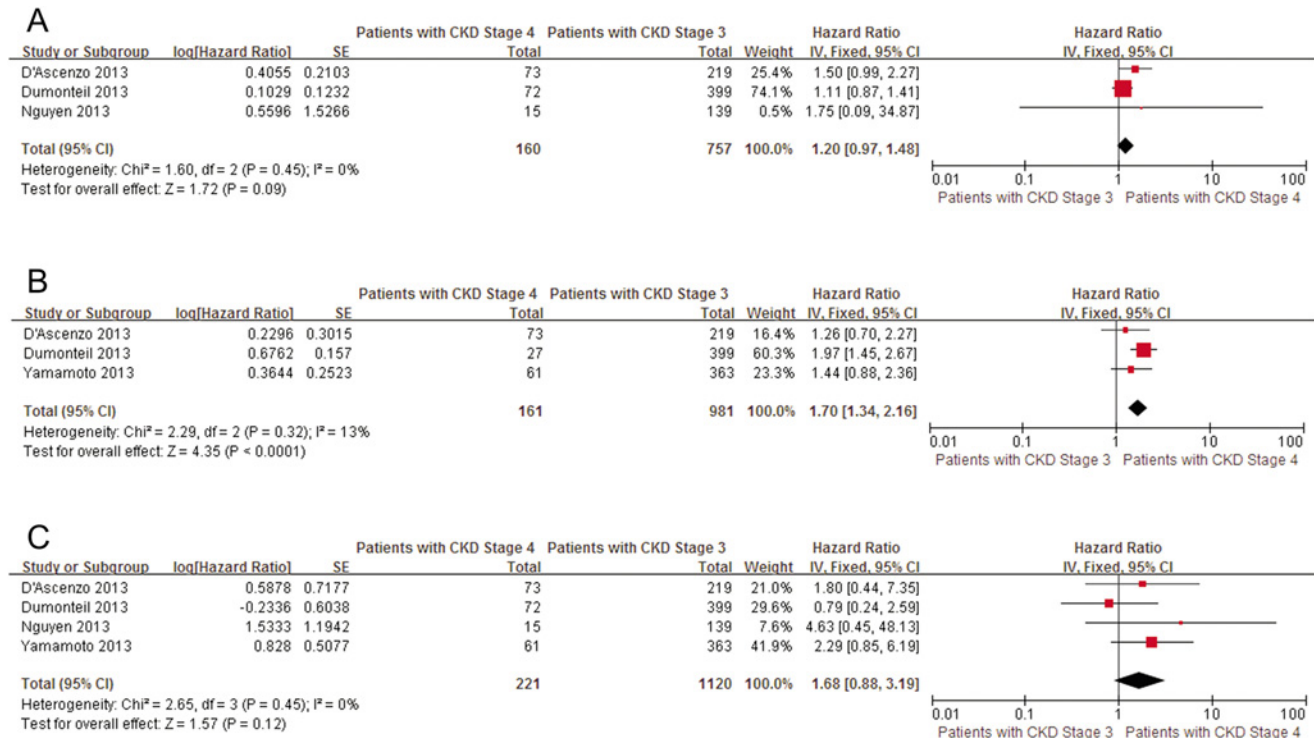 A
Patients with CKD Stage 4 Patients with CKD Stage 3 Hazard Ratio Hazard Ratio
Study or Subgroup log[Hazard Ratio] SE Total Total Weight IV, Fixed, 95% CI IV, Fixed, 95% CI
D'Ascenzo 2013 0.4055 0.2103 73 219 25.4% 1.50 [0.99, 2.27]
Dumonteil 2013 0.1029 0.1232 72 399 74.1% 1.11 [0.87, 1.41]
Nguyen 2013 0.5596 1.5266 15 139 0.5% 1.75 [0.09, 34.87]
Total (95% CI) 160 757 100.0% 1.20 [0.97, 1.48]
Heterogeneity: Chi² = 1.60, df = 2 (P = 0.45); I² = 0%
Test for overall effect: Z = 1.72 (P = 0.09)
0.01 0.1 1 10 100
Patients with CKD Stage 3 Patients with CKD Stage 4
B
Patients with CKD Stage 4 Patients with CKD Stage 3 Hazard Ratio Hazard Ratio
Study or Subgroup log[Hazard Ratio] SE Total Total Weight IV, Fixed, 95% CI IV, Fixed, 95% CI
D'Ascenzo 2013 0.2296 0.3015 73 219 16.4% 1.26 [0.70, 2.27]
Dumonteil 2013 0.6762 0.157 27 399 60.3% 1.97 [1.45, 2.67]
Yamamoto 2013 0.3644 0.2523 61 363 23.3% 1.44 [0.88, 2.36]
Total (95% CI) 161 981 100.0% 1.70 [1.34, 2.16]
Heterogeneity: Chi² = 2.29, df = 2 (P = 0.32); I² = 13%
Test for overall effect: Z = 4.35 (P < 0.0001)
0.01 0.1 1 10 100
Patients with CKD Stage 3 Patients with CKD Stage 4
C
Patients with CKD Stage 4 Patients with CKD Stage 3 Hazard Ratio Hazard Ratio
Study or Subgroup log[Hazard Ratio] SE Total Total Weight IV, Fixed, 95% CI IV, Fixed, 95% CI
D'Ascenzo 2013 0.5878 0.7177 73 219 21.0% 1.80 [0.44, 7.35]
Dumonteil 2013 -0.2336 0.6038 72 399 29.6% 0.79 [0.24, 2.59]
Nguyen 2013 1.5333 1.1942 15 139 7.6% 4.63 [0.45, 48.13]
Yamamoto 2013 0.828 0.5077 61 363 41.9% 2.29 [0.85, 6.19]
Total (95% CI) 221 1120 100.0% 1.68 [0.88, 3.19]
Heterogeneity: Chi² = 2.65, df = 3 (P = 0.45); I² = 0%
Test for overall effect: Z = 1.57 (P = 0.12)
0.01 0.1 1 10 100
Patients with CKD Stage 3 Patients with CKD Stage 4